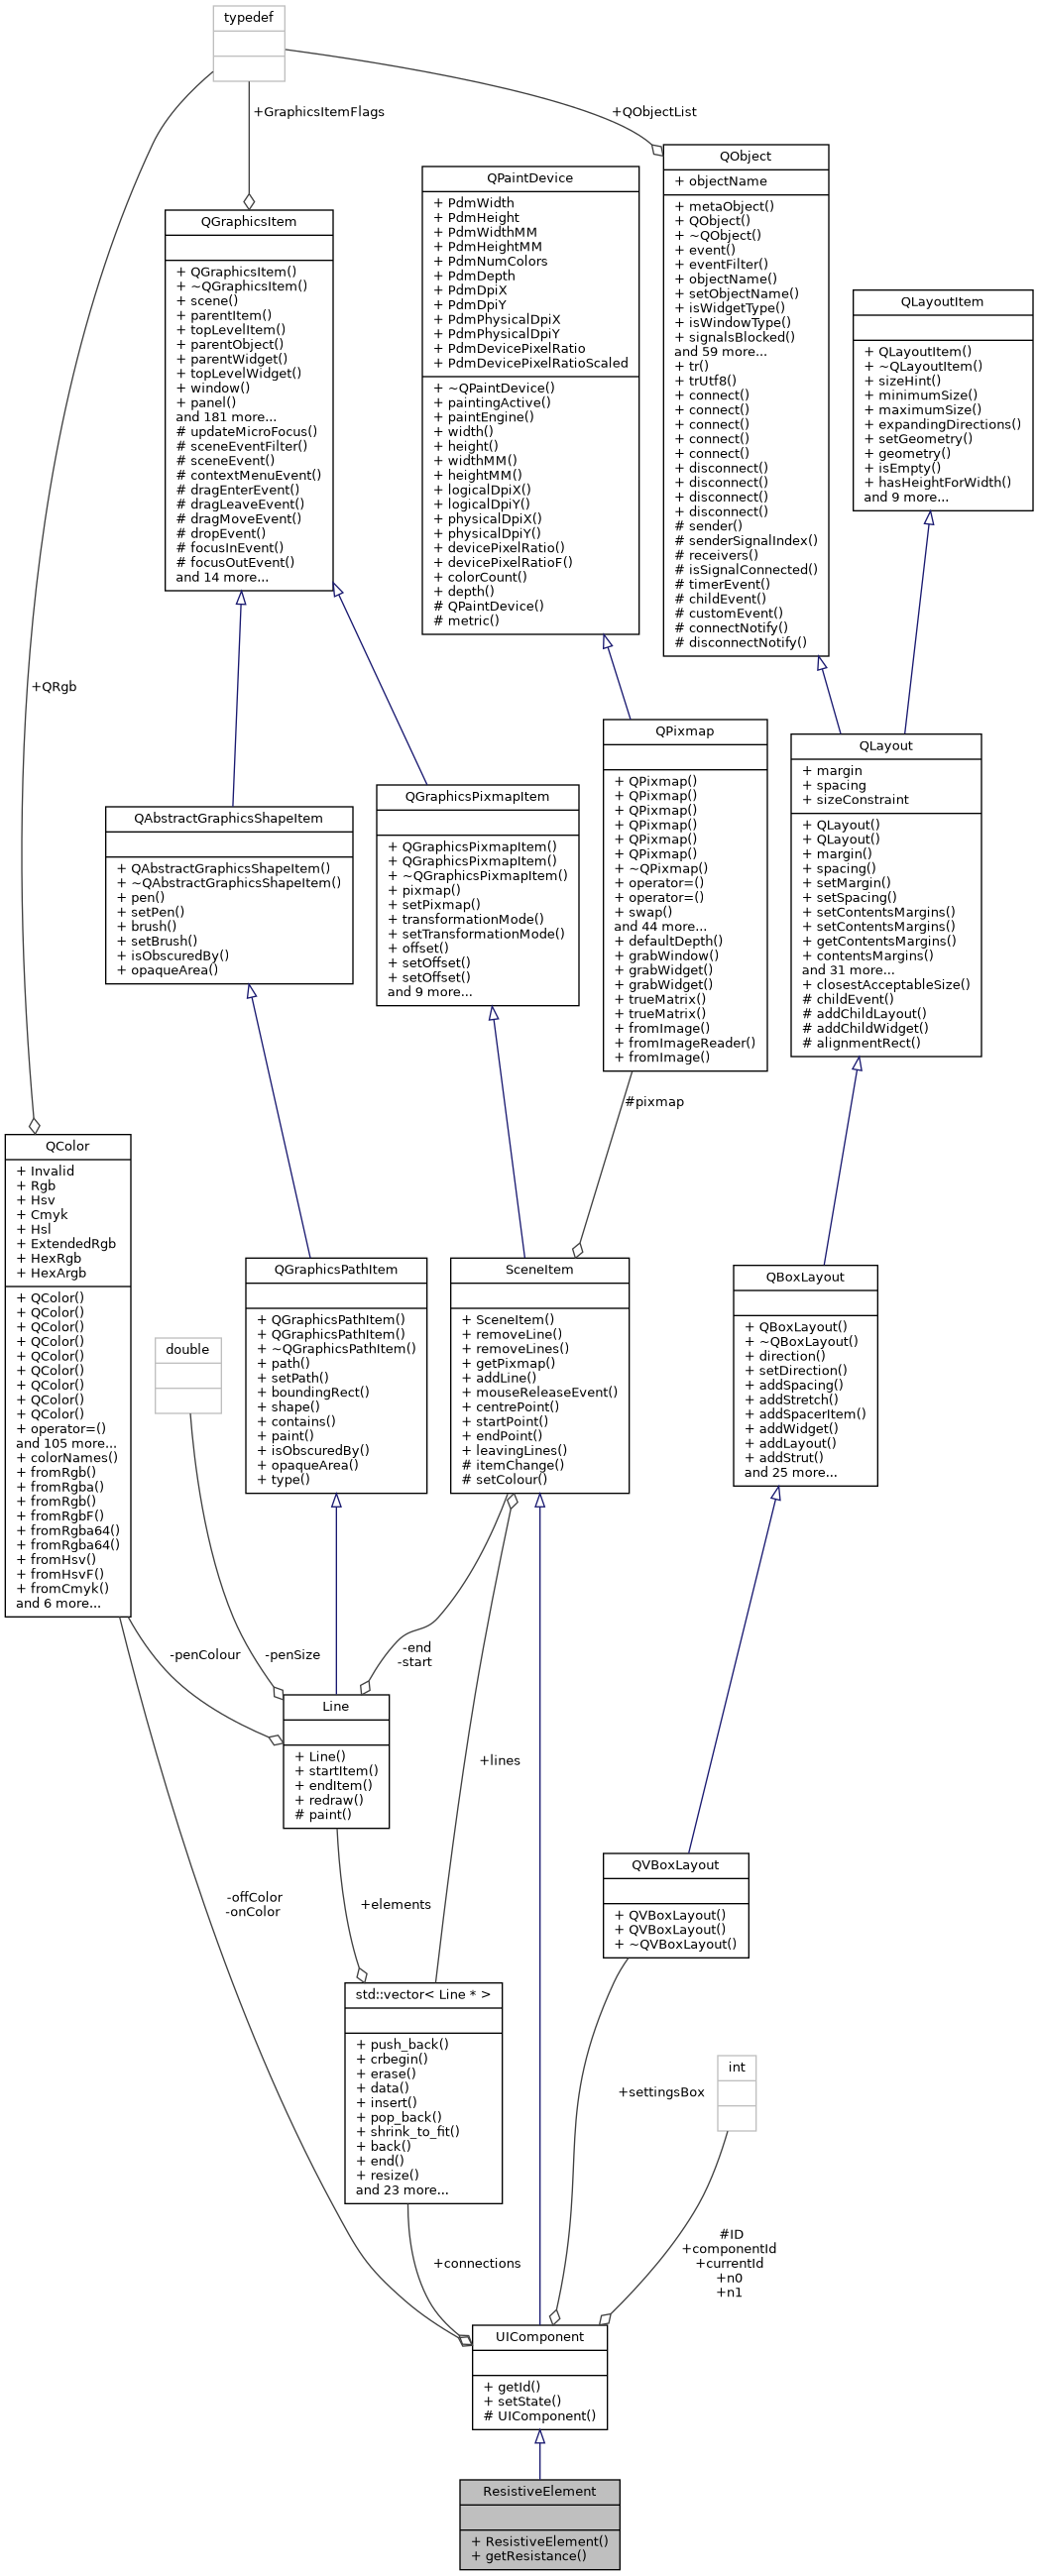 typedef
+GraphicsItemFlags
+QObjectList
+QRgb
QObject
+ objectName
+ metaObject()
+ QObject()
+ ~QObject()
+ event()
+ eventFilter()
+ objectName()
+ setObjectName()
+ isWidgetType()
+ isWindowType()
+ signalsBlocked()
and 59 more...
+ tr()
+ trUtf8()
+ connect()
+ connect()
+ connect()
+ connect()
+ connect()
+ disconnect()
+ disconnect()
+ disconnect()
+ disconnect()
# sender()
# senderSignalIndex()
# receivers()
# isSignalConnected()
# timerEvent()
# childEvent()
# customEvent()
# connectNotify()
# disconnectNotify()
QPaintDevice
+ PdmWidth
+ PdmHeight
+ PdmWidthMM
+ PdmHeightMM
+ PdmNumColors
+ PdmDepth
+ PdmDpiX
+ PdmDpiY
+ PdmPhysicalDpiX
+ PdmPhysicalDpiY
+ PdmDevicePixelRatio
+ PdmDevicePixelRatioScaled
+ ~QPaintDevice()
+ paintingActive()
+ paintEngine()
+ width()
+ height()
+ widthMM()
+ heightMM()
+ logicalDpiX()
+ logicalDpiY()
+ physicalDpiX()
+ physicalDpiY()
+ devicePixelRatio()
+ devicePixelRatioF()
+ colorCount()
+ depth()
# QPaintDevice()
# metric()
QGraphicsItem
+ QGraphicsItem()
+ ~QGraphicsItem()
+ scene()
+ parentItem()
+ topLevelItem()
+ parentObject()
+ parentWidget()
+ topLevelWidget()
+ window()
+ panel()
and 181 more...
# updateMicroFocus()
# sceneEventFilter()
# sceneEvent()
# contextMenuEvent()
# dragEnterEvent()
# dragLeaveEvent()
# dragMoveEvent()
# dropEvent()
# focusInEvent()
# focusOutEvent()
and 14 more...
QLayoutItem
+ QLayoutItem()
+ ~QLayoutItem()
+ sizeHint()
+ minimumSize()
+ maximumSize()
+ expandingDirections()
+ setGeometry()
+ geometry()
+ isEmpty()
+ hasHeightForWidth()
and 9 more...
QPixmap
+ QPixmap()
+ QPixmap()
+ QPixmap()
+ QPixmap()
+ QPixmap()
+ QPixmap()
+ ~QPixmap()
+ operator=()
+ operator=()
+ swap()
and 44 more...
+ defaultDepth()
+ grabWindow()
+ grabWidget()
+ grabWidget()
+ trueMatrix()
+ trueMatrix()
+ fromImage()
+ fromImageReader()
+ fromImage()
#pixmap
QLayout
+ margin
+ spacing
+ sizeConstraint
+ QLayout()
+ QLayout()
+ margin()
+ spacing()
+ setMargin()
+ setSpacing()
+ setContentsMargins()
+ setContentsMargins()
+ getContentsMargins()
+ contentsMargins()
and 31 more...
+ closestAcceptableSize()
# childEvent()
# addChildLayout()
# addChildWidget()
# alignmentRect()
QAbstractGraphicsShapeItem
+ QAbstractGraphicsShapeItem()
+ ~QAbstractGraphicsShapeItem()
+ pen()
+ setPen()
+ brush()
+ setBrush()
+ isObscuredBy()
+ opaqueArea()
QGraphicsPixmapItem
+ QGraphicsPixmapItem()
+ QGraphicsPixmapItem()
+ ~QGraphicsPixmapItem()
+ pixmap()
+ setPixmap()
+ transformationMode()
+ setTransformationMode()
+ offset()
+ setOffset()
+ setOffset()
and 9 more...
QColor
+ Invalid
+ Rgb
+ Hsv
+ Cmyk
+ Hsl
+ ExtendedRgb
+ HexRgb
+ HexArgb
+ QColor()
+ QColor()
+ QColor()
+ QColor()
+ QColor()
+ QColor()
+ QColor()
+ QColor()
+ QColor()
+ operator=()
and 105 more...
+ colorNames()
+ fromRgb()
+ fromRgba()
+ fromRgb()
+ fromRgbF()
+ fromRgba64()
+ fromRgba64()
+ fromHsv()
+ fromHsvF()
+ fromCmyk()
and 6 more...
double
QGraphicsPathItem
+ QGraphicsPathItem()
+ QGraphicsPathItem()
+ ~QGraphicsPathItem()
+ path()
+ setPath()
+ boundingRect()
+ shape()
+ contains()
+ paint()
+ isObscuredBy()
+ opaqueArea()
+ type()
SceneItem
+ SceneItem()
+ removeLine()
+ removeLines()
+ getPixmap()
+ addLine()
+ mouseReleaseEvent()
+ centrePoint()
+ startPoint()
+ endPoint()
+ leavingLines()
# itemChange()
# setColour()
QBoxLayout
+ QBoxLayout()
+ ~QBoxLayout()
+ direction()
+ setDirection()
+ addSpacing()
+ addStretch()
+ addSpacerItem()
+ addWidget()
+ addLayout()
+ addStrut()
and 25 more...
-penColour
-penSize
-end
-start
Line
+ Line()
+ startItem()
+ endItem()
+ redraw()
# paint()
+lines
-offColor
-onColor
+elements
QVBoxLayout
+ QVBoxLayout()
+ QVBoxLayout()
+ ~QVBoxLayout()
std::vector< Line * >
+ push_back()
+ crbegin()
+ erase()
+ data()
+ insert()
+ pop_back()
+ shrink_to_fit()
+ back()
+ end()
+ resize()
and 23 more...
+settingsBox
int
+connections
#ID
+componentId
+currentId
+n0
+n1
UIComponent
+ getId()
+ setState()
# UIComponent()
ResistiveElement
+ ResistiveElement()
+ getResistance()